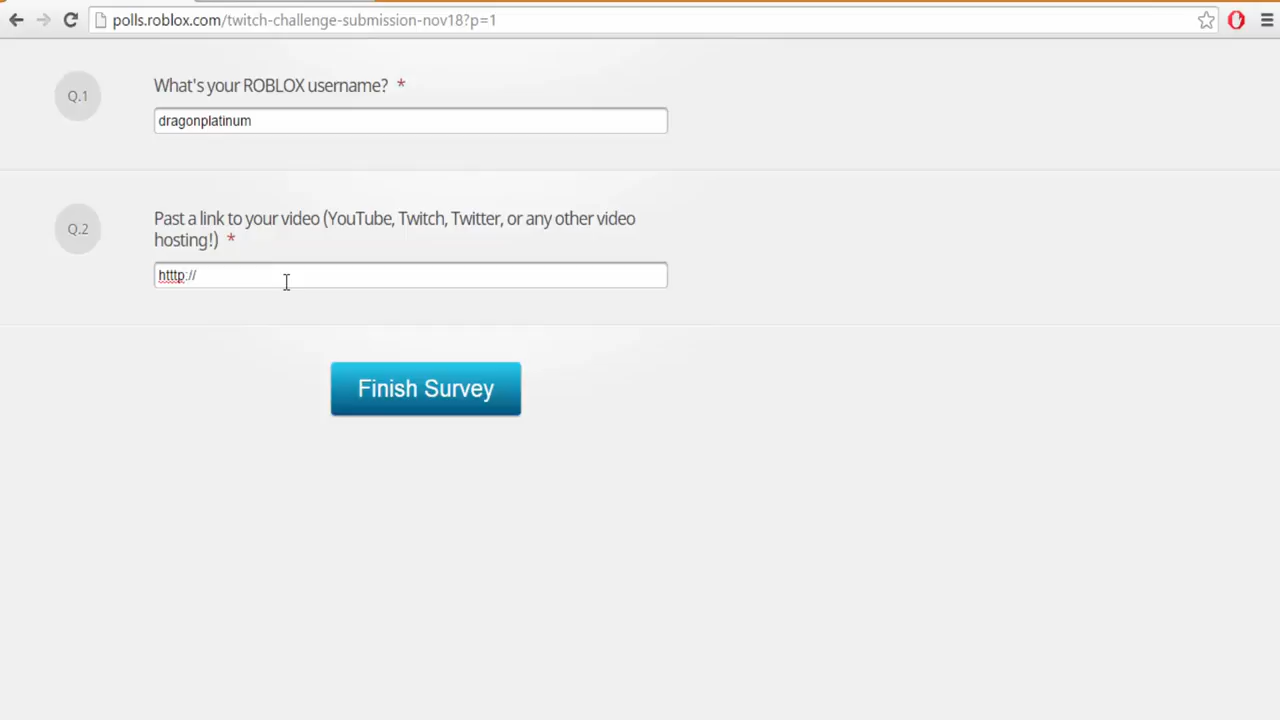 polls.roblox.com/twitch-challenge-submission-nov18?p=1
Q.1
What's your ROBLOX username? *
dragonplatinum
Q.2
Past a link to your video (YouTube, Twitch, Twitter, or any other video
hosting!) *
htttp://
Finish Survey